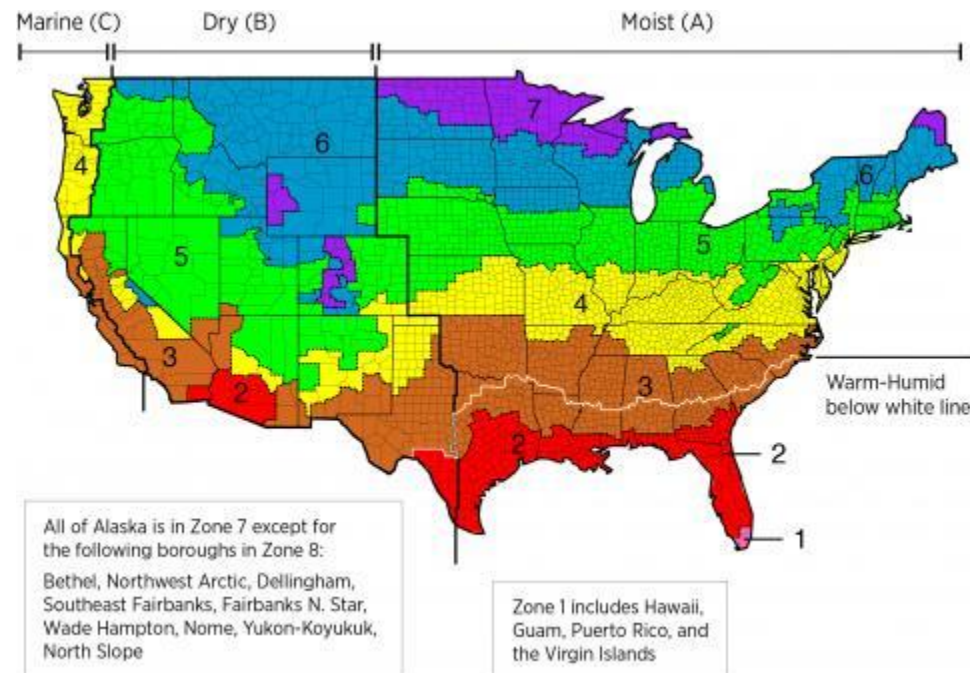 Marine (C) Dry (B) Moist (A)
7
6
6
4
5
5
4
3
3
2
Warm-Humid
below white line
2
2
1
All of Alaska is in Zone 7 except for
the following boroughs in Zone 8:
Bethel, Northwest Arctic, Dellingham,
Southeast Fairbanks, Fairbanks N. Star,
Wade Hampton, Nome, Yukon-Koyukuk,
North Slope
Zone 1 includes Hawaii,
Guam, Puerto Rico, and
the Virgin Islands